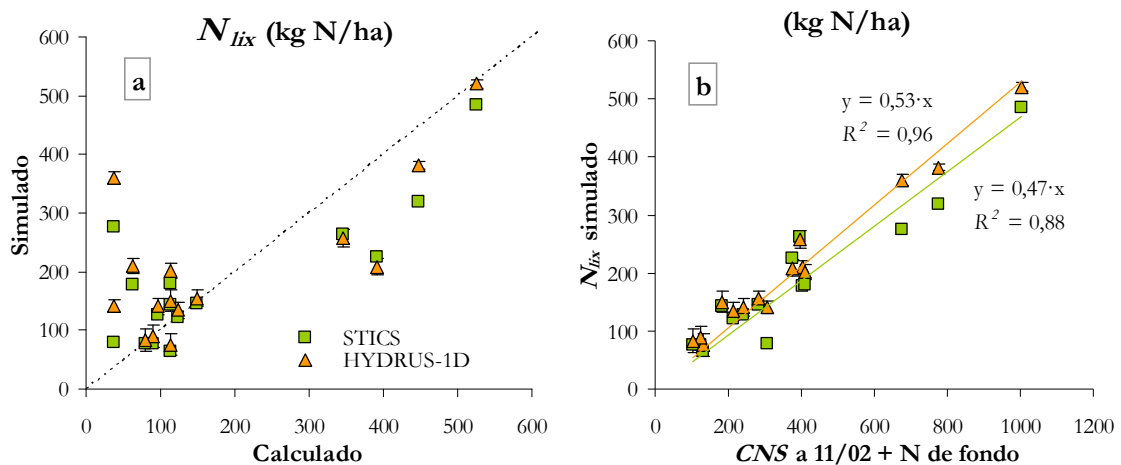 N lix (kg N/ha)
a
600
500
400
300
200
100
0
Simulado
STICS
HYDRUS-1D
0 100 200 300 400 500 600
Calculado
(kg N/ha)
b
600
500
400
300
200
100
0
N lix simulado
y = 0,53·x
R² = 0,96
y = 0,47·x
R² = 0,88
0 200 400 600 800 1000 1200
CNS a 11/02 + N de fondo